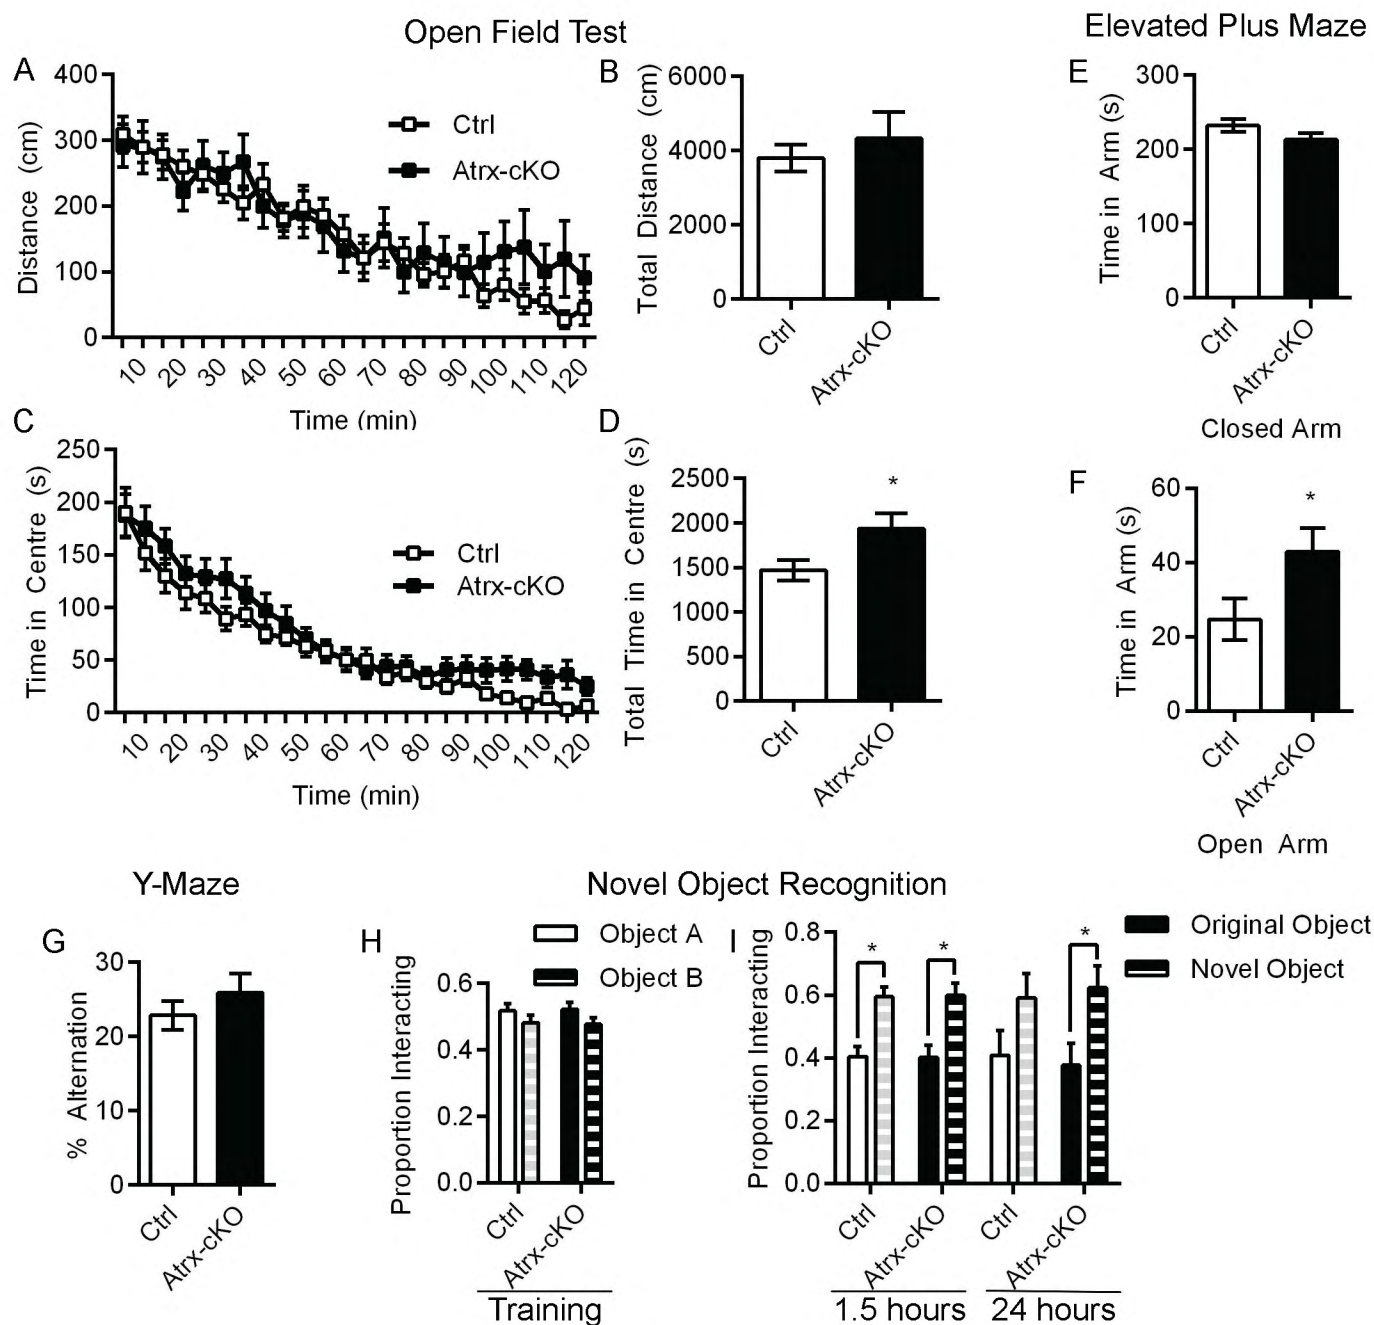 Open Field Test
Elevated Plus Maze
A
Distance (cm)
400
300
200
100
0
Ctrl
Atrx-cKO
10 20 30 40 50 60 70 80 90 100 110 120
Time (min)
B
Total Distance (cm)
6000
4000
2000
0
Ctrl
Atrx-cKO
E
Time in Arm (s)
300
200
100
0
Ctrl
Atrx-cKO
Closed Arm
C
Time in Centre (s)
250
200
150
100
50
0
Ctrl
Atrx-cKO
10 20 30 40 50 60 70 80 90 100 110 120
Time (min)
D
Total Time in Centre (s)
2500
2000
1500
1000
500
0
*
Ctrl
Atrx-cKO
F
Time in Arm (s)
60
40
20
0
*
Ctrl
Atrx-cKO
Open Arm
Y-Maze
Novel Object Recognition
G
% Alternation
30
20
10
0
Ctrl
Atrx-cKO
H
Object A
Object B
Proportion Interacting
0.6
0.4
0.2
0.0
Ctrl
Atrx-cKO
Training
I
Original Object
Novel Object
Proportion Interacting
0.8
0.6
0.4
0.2
0.0
* * *
Ctrl
Atrx-cKO
Ctrl
Atrx-cKO
1.5 hours
24 hours